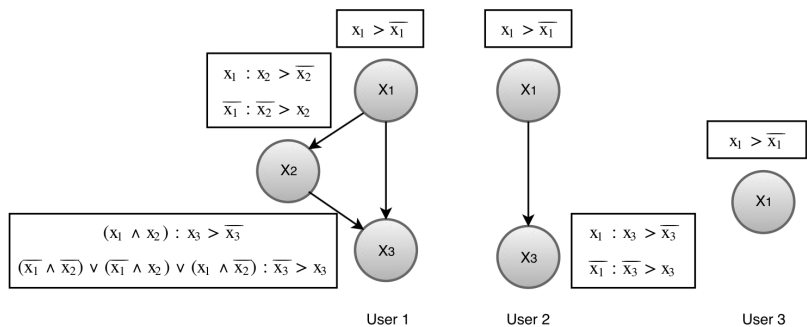 x₁ > x̅₁̅
x₁ > x̅₁̅
x₁ : x₂ > x̅₂̅
x̅₁̅ : x̅₂̅ > x₂
X1
X1
x₁ > x̅₁̅
X2
X1
(x₁ ∧ x₂) : x₃ > x̅₃̅
(x̅₁̅ ∧ x̅₂̅) ∨ (x̅₁̅ ∧ x₂) ∨ (x₁ ∧ x̅₂̅) : x̅₃̅ > x₃
X3
X3
x₁ : x₃ > x̅₃̅
x̅₁̅ : x̅₃̅ > x₃
User 1
User 2
User 3